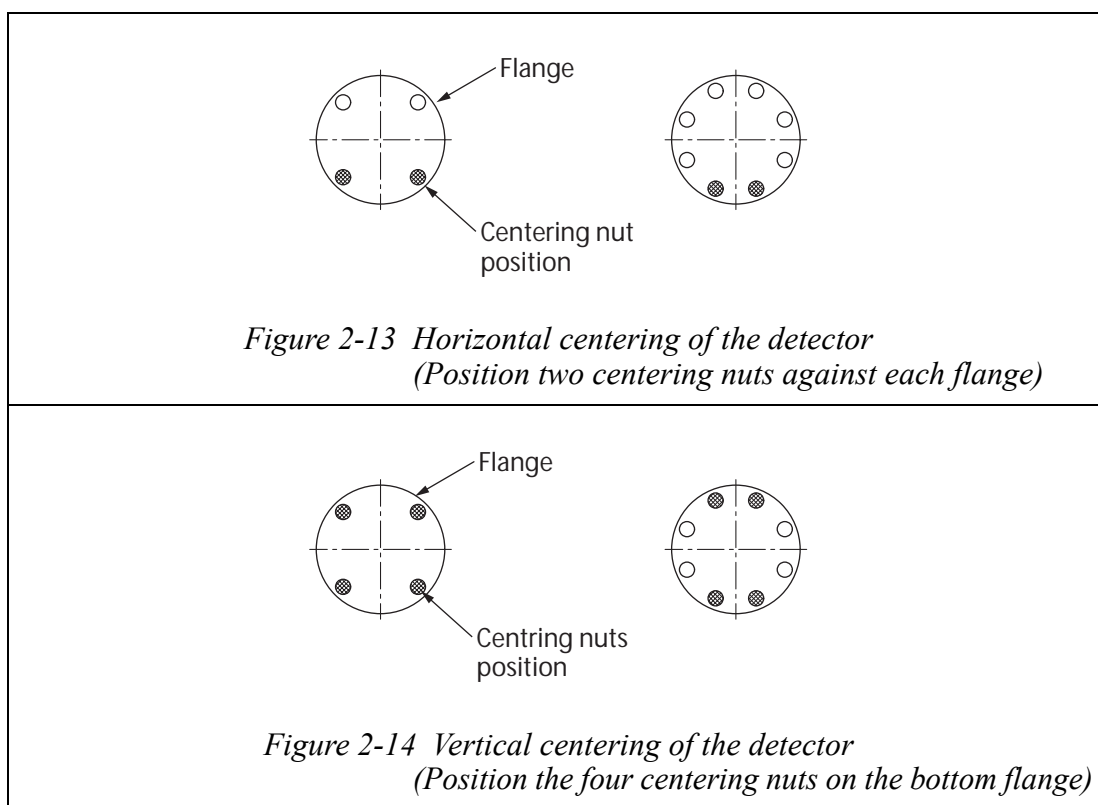 Flange
Centering nut
position
Figure 2-13 Horizontal centering of the detector
(Position two centering nuts against each flange)
Flange
Centring nuts
position
Figure 2-14 Vertical centering of the detector
(Position the four centering nuts on the bottom flange)